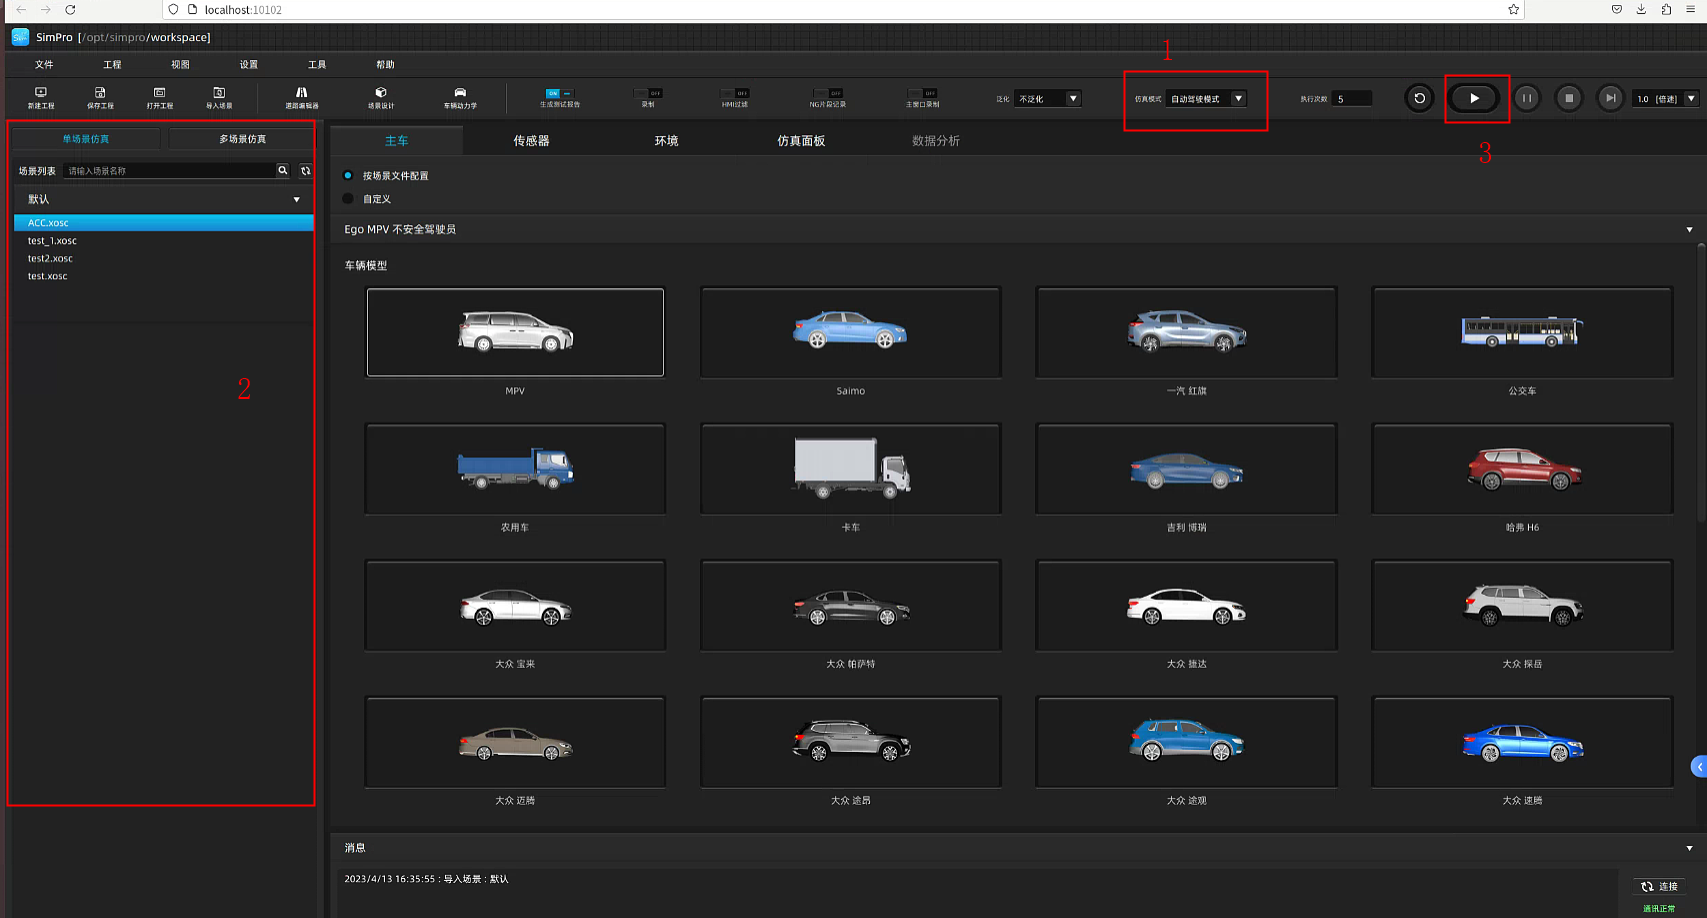 localhost:10102
SimPro [/opt/simpro/workspace]
文件 工程 视图 设置 工具 帮助
1
新建工程 保存工程 打开工程 导入场景 道路编辑器 场景设计 车辆动力学
ON 生成测试报告 OFF 录制 OFF HMI过滤 OFF NG片段记录 OFF 主窗口录制
泛化 不泛化 仿真模式 自动驾驶模式 执行次数 5 1.0 [倍速]
3
单场景仿真 多场景仿真
场景列表 请输入场景名称
默认
ACC.xosc
test_1.xosc
test2.xosc
test.xosc
2
主车 传感器 环境 仿真面板 数据分析
按场景文件配置
自定义
Ego MPV 不安全驾驶员
车辆模型
MPV Saimo 一汽 红旗 公交车
农用车 卡车 吉利 博瑞 哈弗 H6
大众 宝来 大众 帕萨特 大众 捷达 大众 探岳
大众 迈腾 大众 途昂 大众 途观 大众 速腾
消息
2023/4/13 16:35:55 : 导入场景 : 默认
连接
通讯正常